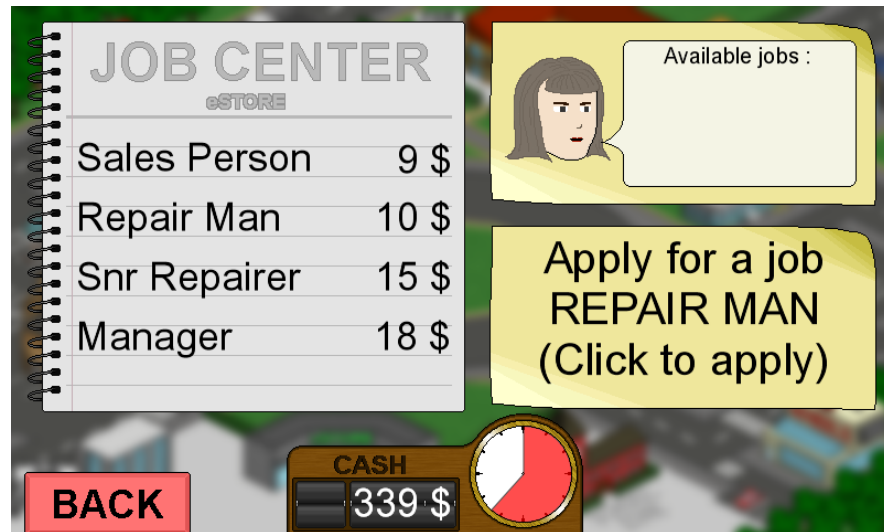 JOB CENTER
eSTORE
Sales Person 9 $
Repair Man 10 $
Snr Repairer 15 $
Manager 18 $
Available jobs :
Apply for a job
REPAIR MAN
(Click to apply)
BACK
CASH
339 $